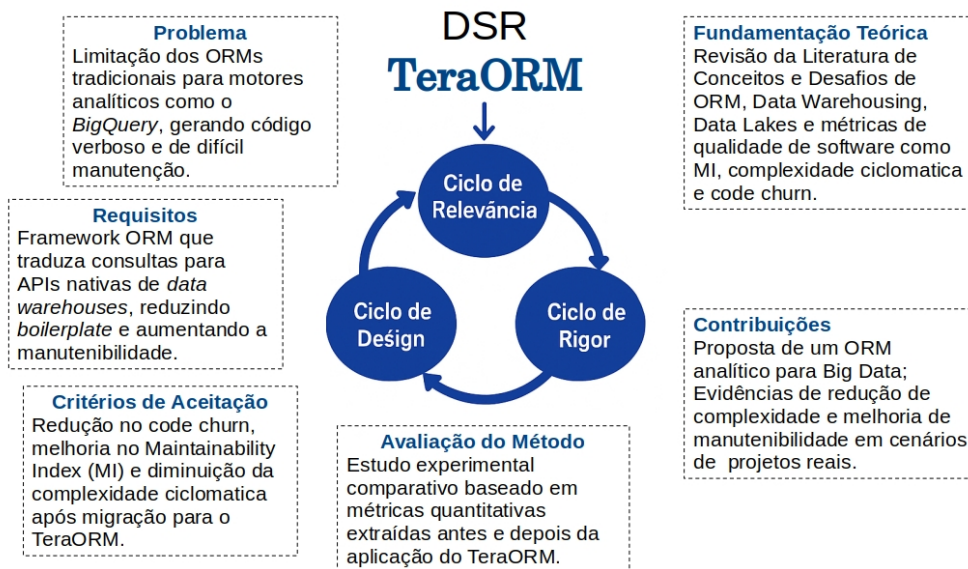 DSR
TeraORM
Problema
Limitação dos ORMs
tradicionais para motores
analíticos como o
BigQuery, gerando código
verboso e de difícil
manutenção.
Requisitos
Framework ORM que
traduza consultas para
APIs nativas de data
warehouses, reduzindo
boilerplate e aumentando a
manutenibilidade.
Critérios de Aceitação
Redução no code churn,
melhoria no Maintainability
Index (MI) e diminuição da
complexidade ciclomatica
após migração para o
TeraORM.
Ciclo de
Releváncia
Ciclo de
Deśign
Ciclo de
Rigor
Avaliação do Método
Estudo experimental
comparativo baseado em
métricas quantitativas
extraídas antes e depois da
aplicação do TeraORM.
Fundamentação Teórica
Revisão da Literatura de
Conceitos e Desafios de
ORM, Data Warehousing,
Data Lakes e métricas de
qualidade de software como
MI, complexidade ciclomatica
e code churn.
Contribuições
Proposta de um ORM
analítico para Big Data;
Evidências de redução de
complexidade e melhoria de
manutenibilidade em cenários
de projetos reais.